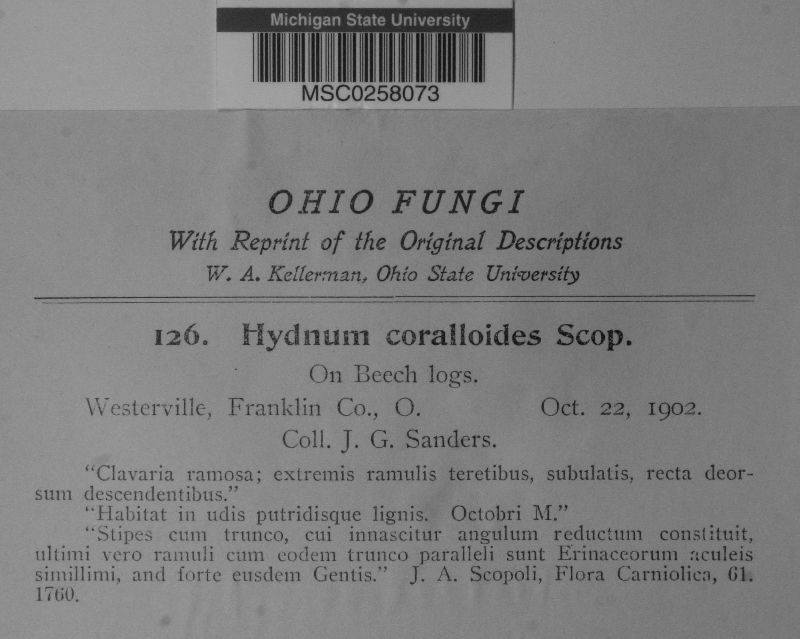 Michigan State University
MSC0258073
OHIO FUNGI
With Reprint of the Original Descriptions
W. A. Kellerman, Ohio State University
126. Hydnum coralloides Scop.
On Beech logs.
Westerville, Franklin Co., O. Oct. 22, 1902.
Coll. J. G. Sanders.
"Clavaria ramosa; extremis ramulis teretibus, subulatis, recta deor-
sum descendentibus."
"Habitat in udis putridisque lignis. Octobri M."
"Stipes cum trunco, cui innascitur angulum reductum constituit,
ultimi vero ramuli cum eodem trunco paralleli sunt Erinaceorum aculeis
simillimi, and forte eusdem Gentis." J. A. Scopoli, Flora Carniolica, 61.
1760.